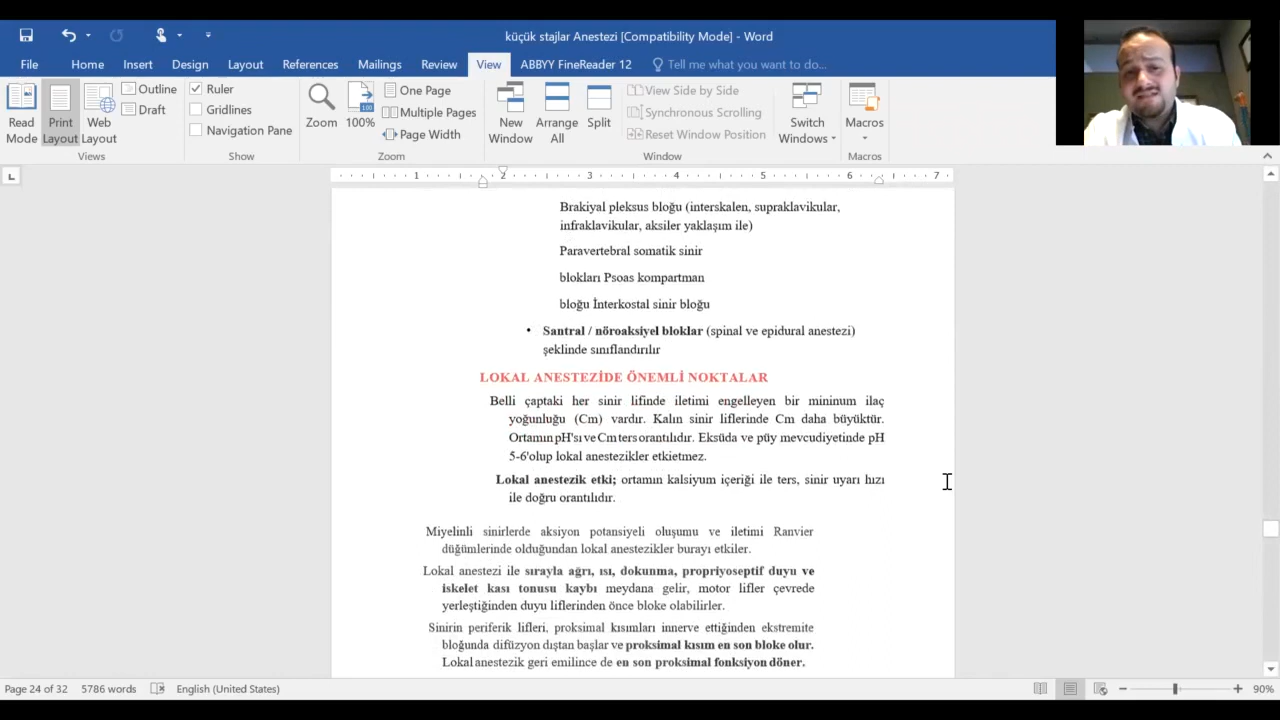 küçük stajlar Anestezi [Compatibility Mode] - Word
File Home Insert Design Layout References Mailings Review View ABBYY FineReader 12 Tell me what you want to do...
Read Mode
Print Layout
Web Layout
Outline
Draft
Views
Ruler
Gridlines
Navigation Pane
Show
Zoom
100%
One Page
Multiple Pages
Page Width
Zoom
New Window
Arrange All
Split
View Side by Side
Synchronous Scrolling
Reset Window Position
Window
Switch Windows
Macros
Macros
1 2 3 4 5 6 7
Brakiyal pleksus bloğu (interskalen, supraklavikular,
infraklavikular, aksiler yaklaşım ile)
Paravertebral somatik sinir
blokları Psoas kompartman
bloğu İnterkostal sinir bloğu
• Santral / nöroaksiyel bloklar (spinal ve epidural anestezi)
şeklinde sınıflandırılır
LOKAL ANESTEZİDE ÖNEMLİ NOKTALAR
Belli çaptaki her sinir lifinde iletimi engelleyen bir mininum ilaç
yoğunluğu (Cm) vardır. Kalın sinir liflerinde Cm daha büyüktür.
Ortamın pH'sı ve Cm ters orantılıdır. Eksüda ve püy mevcudiyetinde pH
5-6'olup lokal anestezikler etkietmez.
Lokal anestezik etki; ortamın kalsiyum içeriği ile ters, sinir uyarı hızı
ile doğru orantılıdır.
Miyelinli sinirlerde aksiyon potansiyeli oluşumu ve iletimi Ranvier
düğümlerinde olduğundan lokal anestezikler burayı etkiler.
Lokal anestezi ile sırayla ağrı, ısı, dokunma, propriyoseptif duyu ve
iskelet kası tonusu kaybı meydana gelir, motor lifler çevrede
yerleştiğinden duyu liflerinden önce bloke olabilirler.
Sinirin periferik lifleri, proksimal kısımları innerve ettiğinden ekstremite
bloğunda difüzyon dıştan başlar ve proksimal kısım en son bloke olur.
Lokal anestezik geri emilince de en son proksimal fonksiyon döner.
Page 24 of 32 5786 words English (United States) 90%